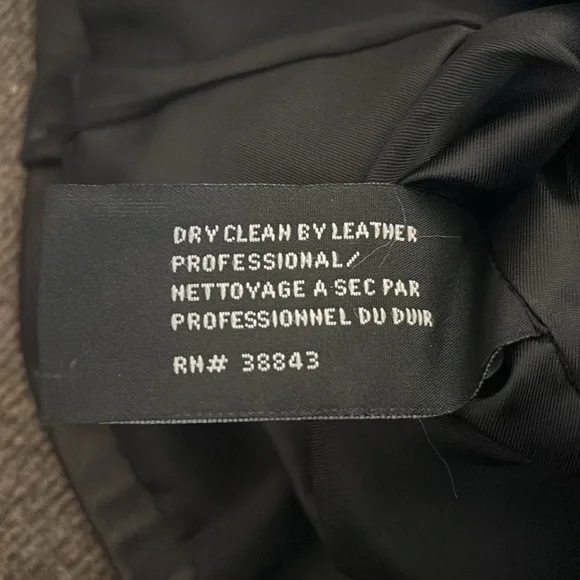 DRY CLEAN BY LEATHER
PROFESSIONAL/
NETTOYAGE A SEC PAR
PROFESSIONNEL DU DUIR
RN# 38843